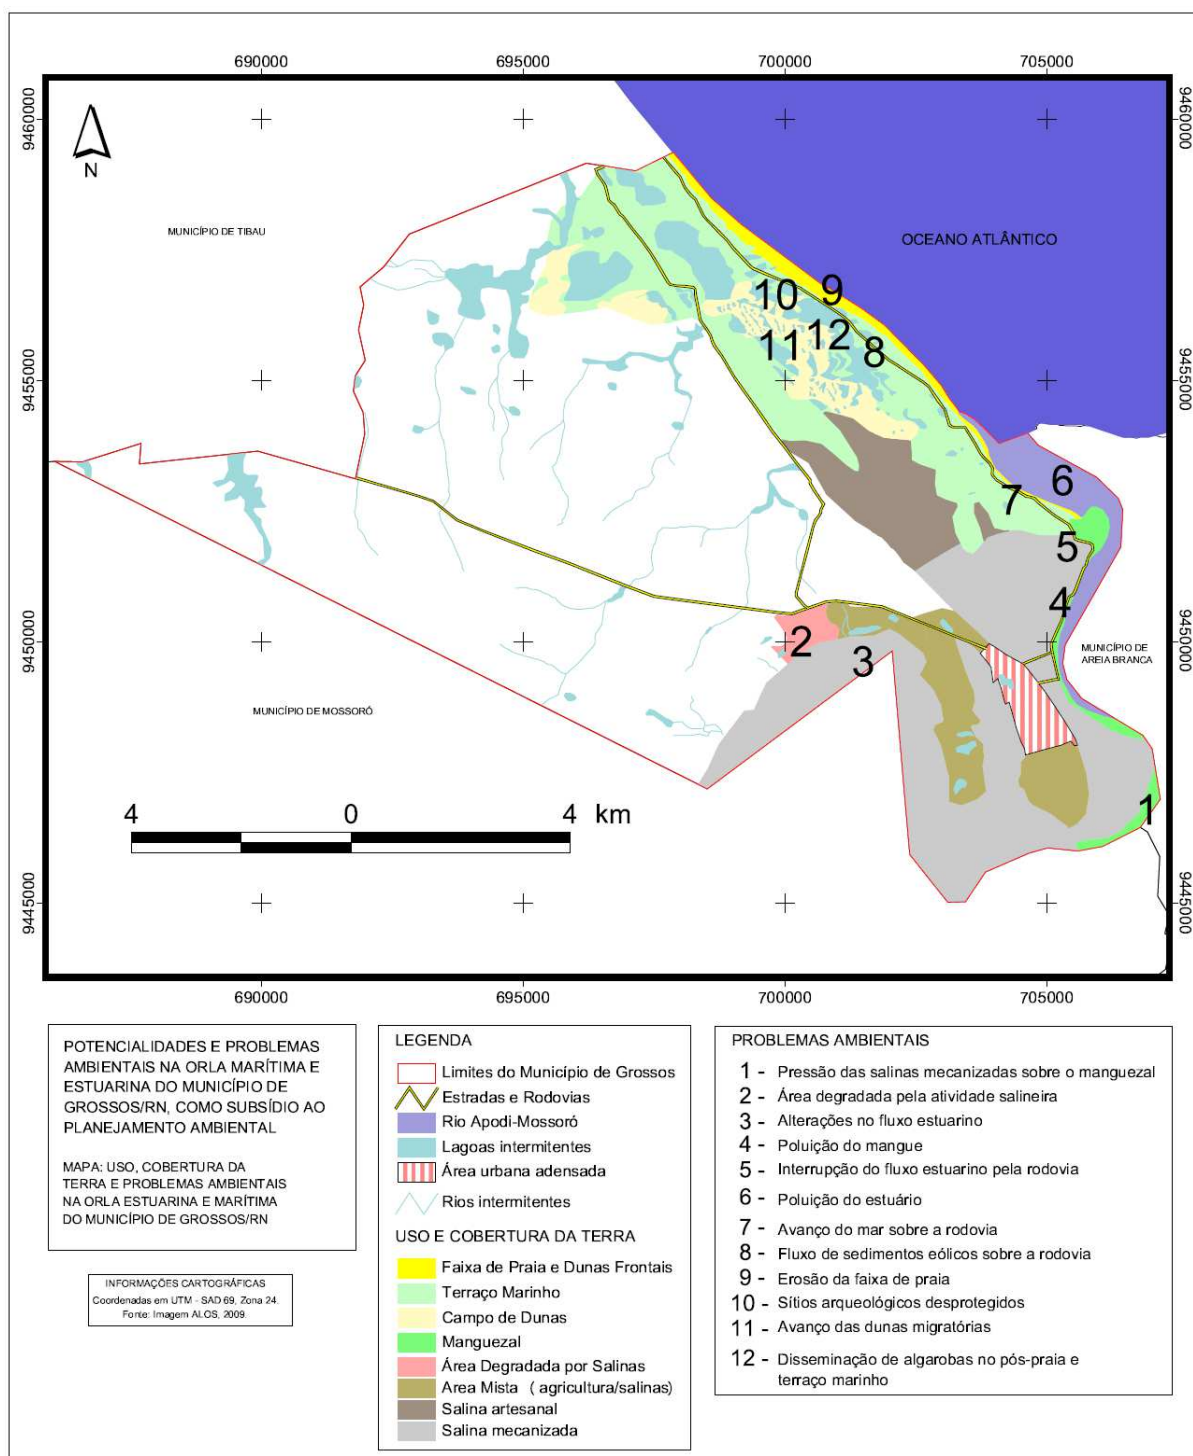 690000 695000 700000 705000
9460000
9460000
N
MUNICÍPIO DE TIBAU
OCEANO ATLÂNTICO
9
10
12
11
8
9455000
9455000
6
7
5
4
9450000
9450000
2
3
MUNICÍPIO DE
AREIA BRANCA
MUNICÍPIO DE MOSSORÓ
4 0 4 km
1
9445000
9445000
690000 695000 700000 705000
POTENCIALIDADES E PROBLEMAS
AMBIENTAIS NA ORLA MARÍTIMA E
ESTUARINA DO MUNICÍPIO DE
GROSSOS/RN, COMO SUBSÍDIO AO
PLANEJAMENTO AMBIENTAL
MAPA: USO, COBERTURA DA
TERRA E PROBLEMAS AMBIENTAIS
NA ORLA ESTUARINA E MARÍTIMA
DO MUNICÍPIO DE GROSSOS/RN
INFORMAÇÕES CARTOGRÁFICAS
Coordenadas em UTM - SAD 69, Zona 24.
Fonte: Imagem ALOS, 2009.
LEGENDA
Limites do Município de Grossos
Estradas e Rodovias
Rio Apodi-Mossoró
Lagoas intermitentes
Área urbana adensada
Rios intermitentes
USO E COBERTURA DA TERRA
Faixa de Praia e Dunas Frontais
Terraço Marinho
Campo de Dunas
Manguezal
Área Degradada por Salinas
Area Mista ( agricultura/salinas)
Salina artesanal
Salina mecanizada
PROBLEMAS AMBIENTAIS
1 - Pressão das salinas mecanizadas sobre o manguezal
2 - Área degradada pela atividade salineira
3 - Alterações no fluxo estuarino
4 - Poluição do mangue
5 - Interrupção do fluxo estuarino pela rodovia
6 - Poluição do estuário
7 - Avanço do mar sobre a rodovia
8 - Fluxo de sedimentos eólicos sobre a rodovia
9 - Erosão da faixa de praia
10 - Sítios arqueológicos desprotegidos
11 - Avanço das dunas migratórias
12 - Disseminação de algarobas no pós-praia e
terraço marinho